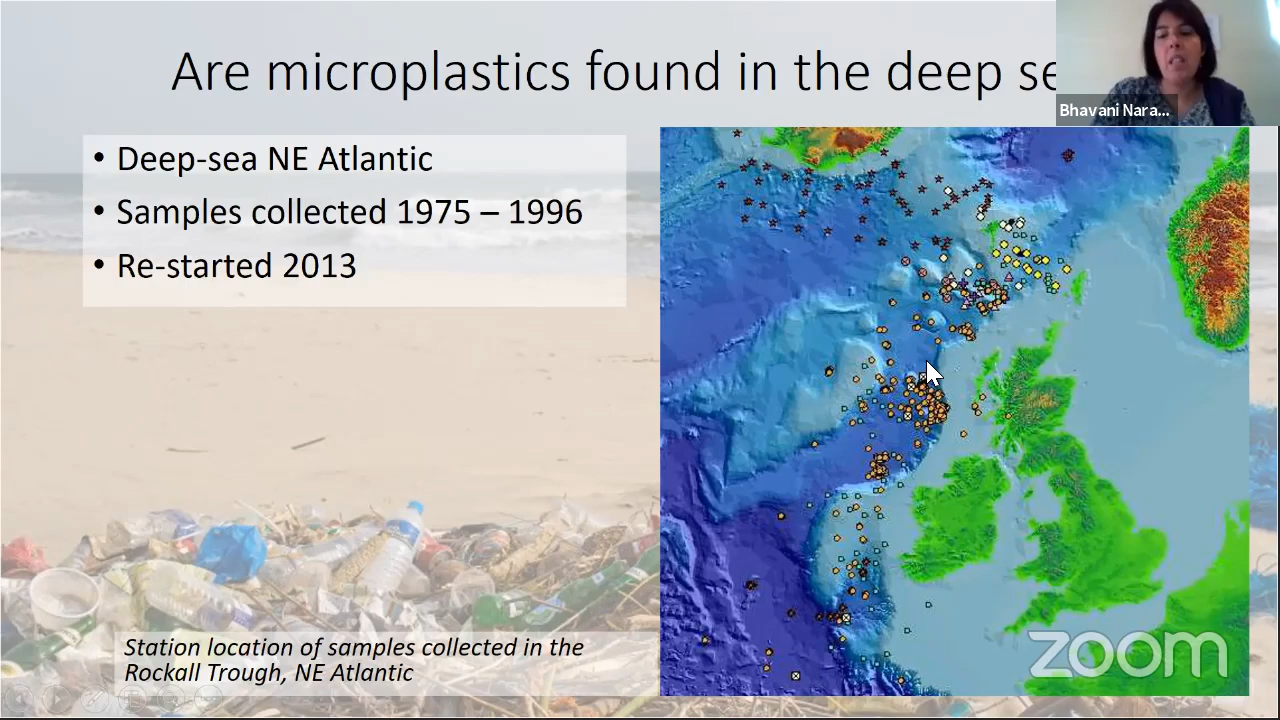 Are microplastics found in the deep se
Bhavani Nara...
• Deep-sea NE Atlantic
• Samples collected 1975 – 1996
• Re-started 2013
Station location of samples collected in the
Rockall Trough, NE Atlantic
zoom